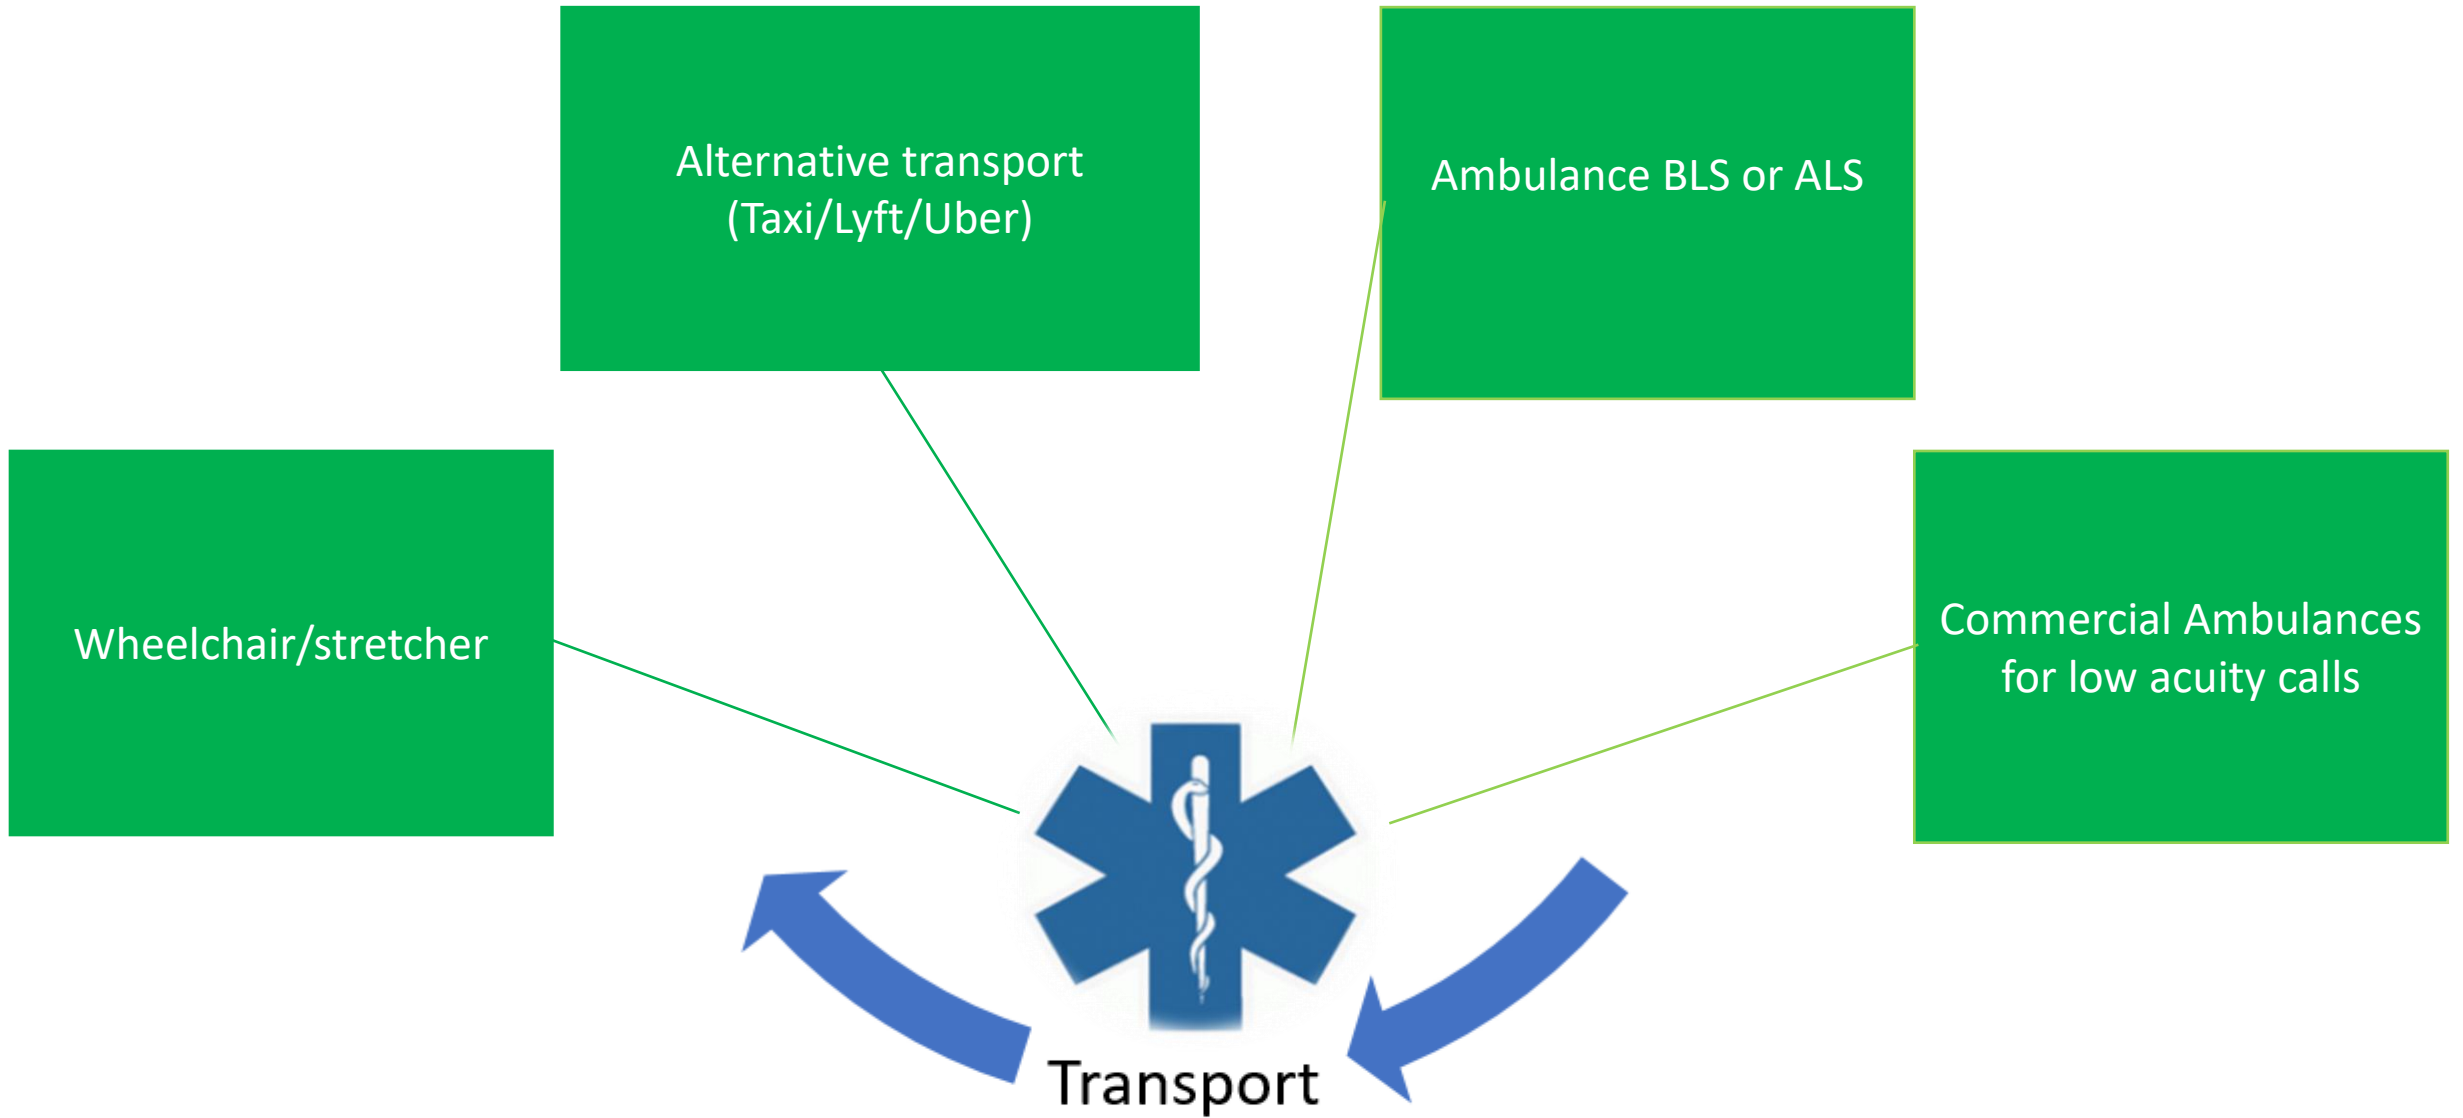 Alternative transport
(Taxi/Lyft/Uber)
Ambulance BLS or ALS
Wheelchair/stretcher
Commercial Ambulances
for low acuity calls
Transport